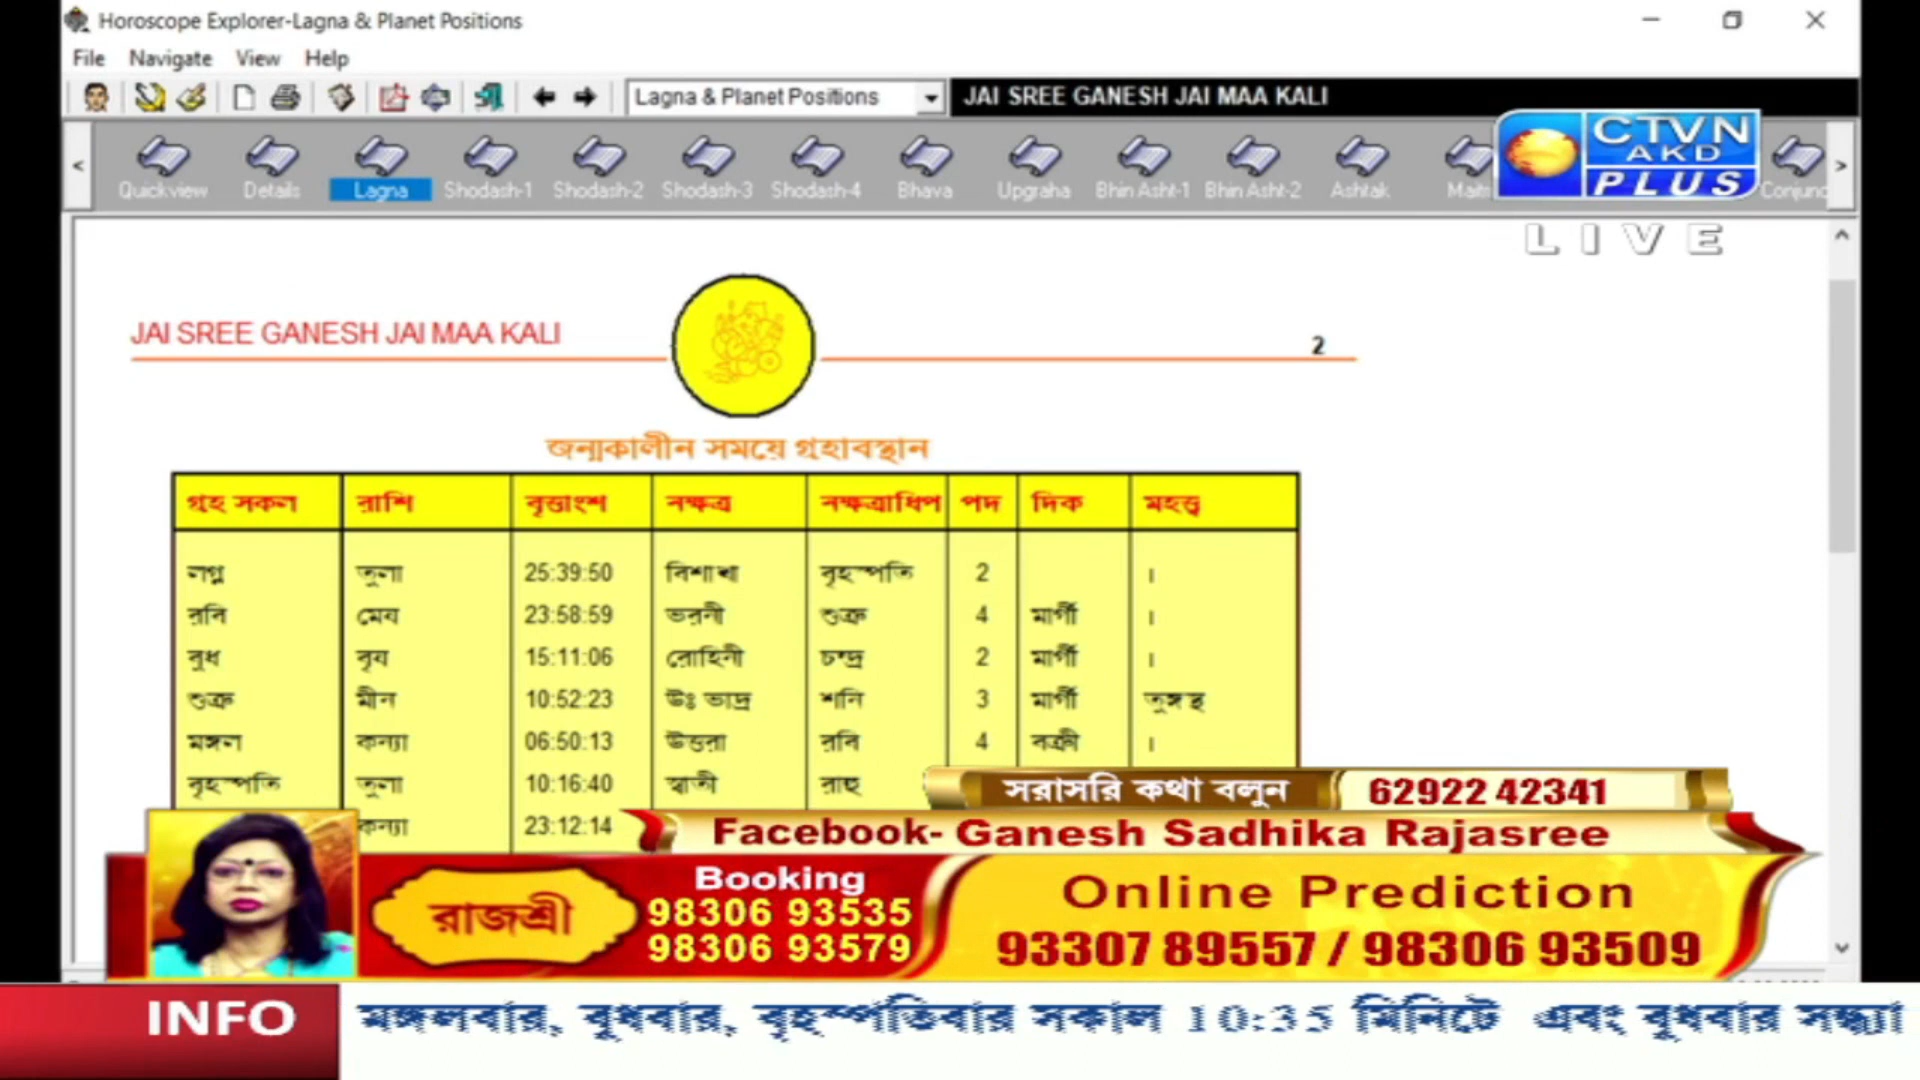 Horoscope Explorer-Lagna & Planet Positions
File Navigate View Help
Lagna & Planet Positions JAI SREE GANESH JAI MAA KALI
CTVN
AKD
PLUS
LIVE
Quickview Details Lagna Shodash-1 Shodash-2 Shodash-3 Shodash-4 Bhava Upgraha Bhin Asht-1 Bhin Asht-2 Ashtak
JAI SREE GANESH JAI MAA KALI 2
জন্মকালীন সময়ে গ্রহাবস্থান
গ্রহ সকল রাশি বৃত্তাংশ নক্ষত্র নক্ষত্রাধিপ পদ দিক মহত্ত্ব
লগ্ন তুলা 25:39:50 বিশাখা বৃহস্পতি 2 ।
রবি মেষ 23:58:59 ভরনী শুক্র 4 মার্গী ।
বুধ বৃষ 15:11:06 রোহিনী চন্দ্র 2 মার্গী ।
শুক্র মীন 10:52:23 উঃ ভাদ্র শনি 3 মার্গী তুঙ্গস্থ
মঙ্গল কন্যা 06:50:13 উত্তরা রবি 4 বক্রী ।
বৃহস্পতি তুলা 10:16:40 স্বাতী রাহু
কন্যা 23:12:14
সরাসরি কথা বলুন 62922 42341
Facebook- Ganesh Sadhika Rajasree
রাজশ্রী
Booking
98306 93535
98306 93579
Online Prediction
93307 89557 / 98306 93509
INFO মঙ্গলবার, বুধবার, বৃহস্পতিবার সকাল 10:35 মিনিটে এবং বুধবার সন্ধ্যা